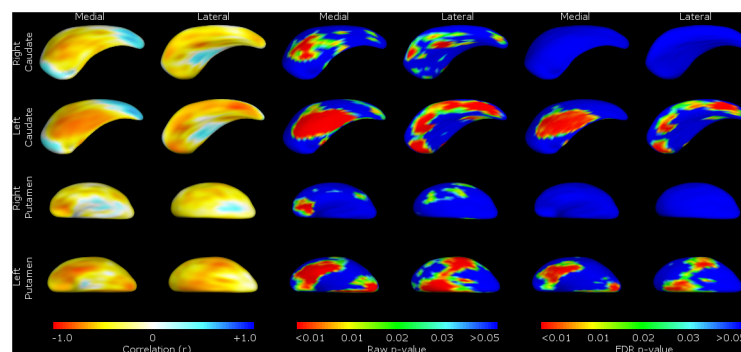 Medial Lateral Medial Lateral Medial Lateral
Right
Caudate
Left
Caudate
Right
Putamen
Left
Putamen
-1.0 0 +1.0 <0.01 0.01 0.02 0.03 >0.05 <0.01 0.01 0.02 0.03 >0.05
Correlation (r) Raw p-value FDR p-value